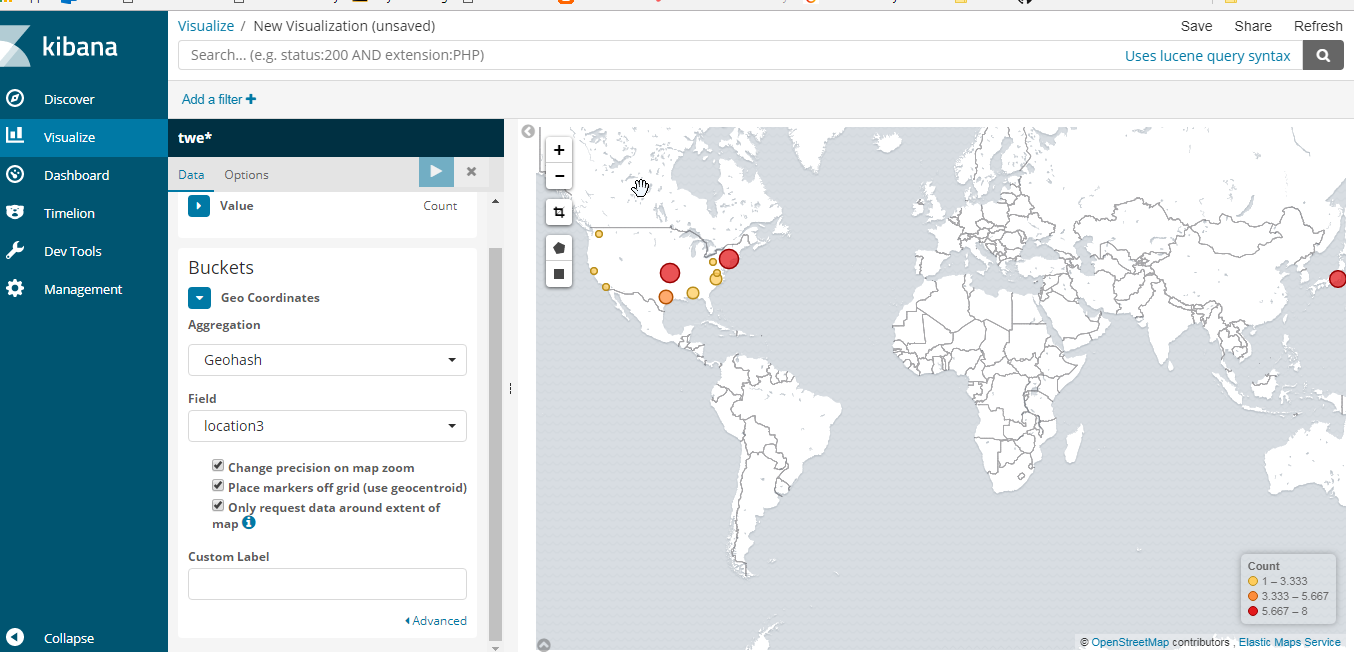 kibana
Discover
Visualize
Dashboard
Timelion
Dev Tools
Management
Collapse
Visualize / New Visualization (unsaved)
Save Share Refresh
Search... (e.g. status:200 AND extension:PHP)
Uses lucene query syntax
Add a filter +
twe*
Data Options
Value Count
Buckets
Geo Coordinates
Aggregation
Geohash
Field
location3
Change precision on map zoom
Place markers off grid (use geocentroid)
Only request data around extent of
map
Custom Label
Advanced
+
−
Count
1 – 3.333
3.333 – 5.667
5.667 – 8
© OpenStreetMap contributors , Elastic Maps Service